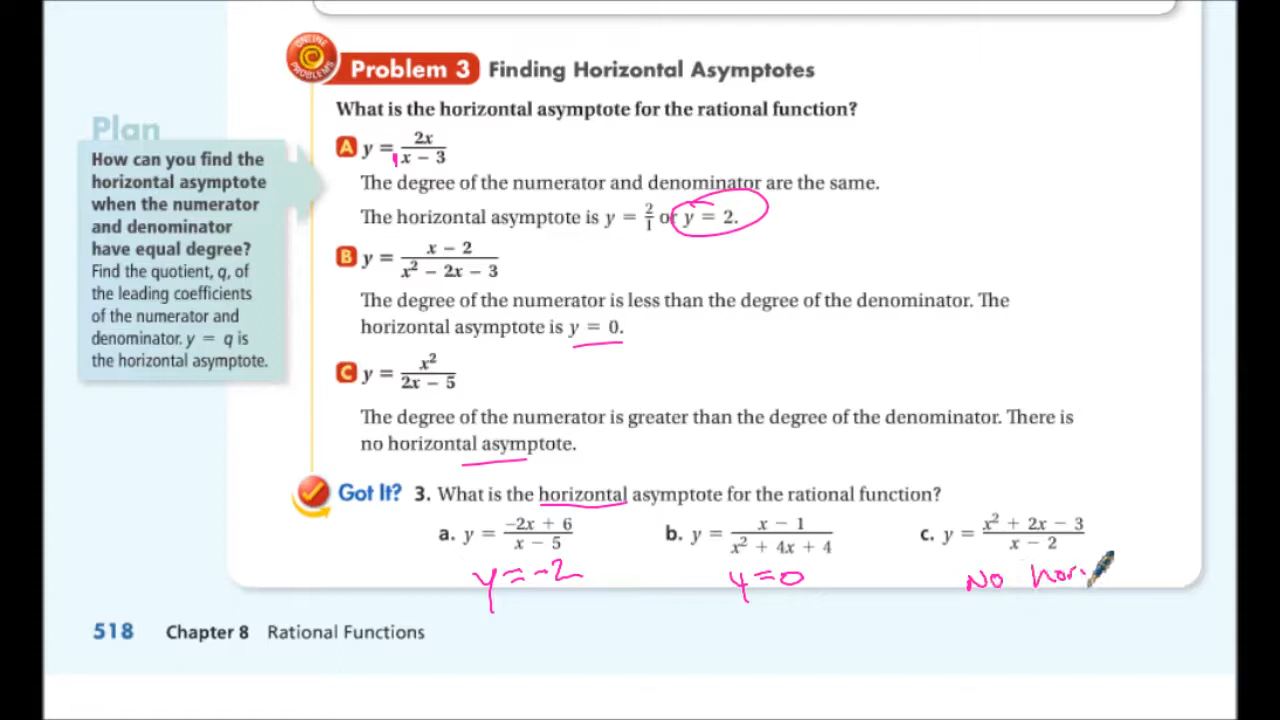 ONLINE PROBLEMS
Problem 3 Finding Horizontal Asymptotes
What is the horizontal asymptote for the rational function?
A y = 2x / 1x − 3
The degree of the numerator and denominator are the same.
The horizontal asymptote is y = 2/1 or y = 2.
B y = x − 2 / x² − 2x − 3
The degree of the numerator is less than the degree of the denominator. The
horizontal asymptote is y = 0.
C y = x² / 2x − 5
The degree of the numerator is greater than the degree of the denominator. There is
no horizontal asymptote.
Plan
How can you find the
horizontal asymptote
when the numerator
and denominator
have equal degree?
Find the quotient, q, of
the leading coefficients
of the numerator and
denominator. y = q is
the horizontal asymptote.
Got It? 3. What is the horizontal asymptote for the rational function?
a. y = −2x + 6 / x − 5 b. y = x − 1 / x² + 4x + 4 c. y = x² + 2x − 3 / x − 2
y = -2 y = 0 No hori
518 Chapter 8 Rational Functions